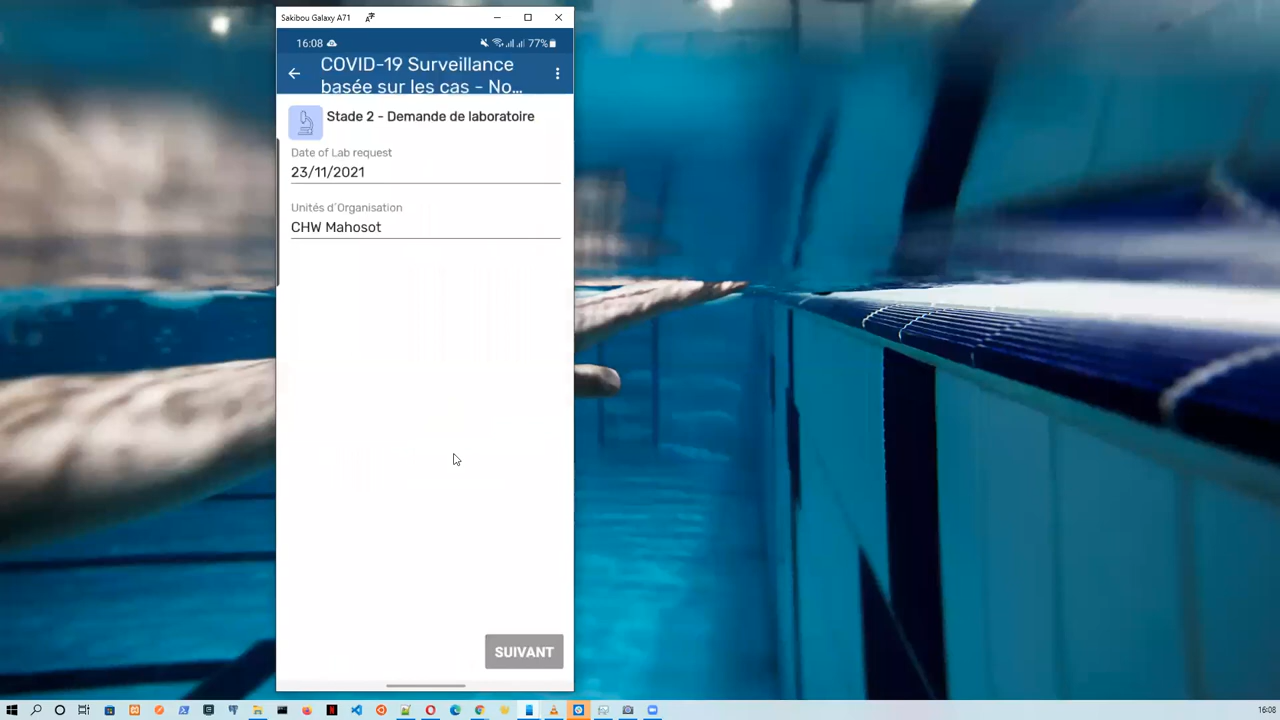 Sakibou Galaxy A71
16:08
77%
COVID-19 Surveillance
basée sur les cas - No…
Stade 2 - Demande de laboratoire
Date of Lab request
23/11/2021
Unités d'Organisation
CHW Mahosot
SUIVANT
16:08